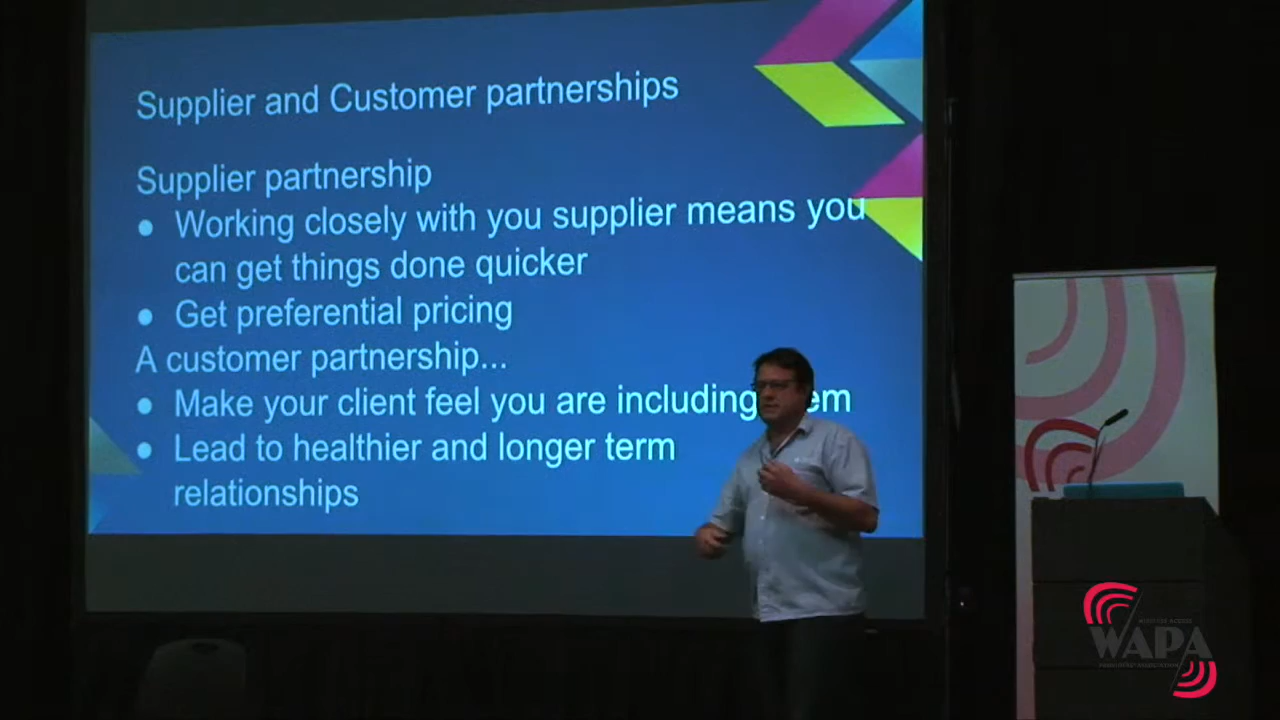 Supplier and Customer partnerships
Supplier partnership
● Working closely with you supplier means you
can get things done quicker
● Get preferential pricing
A customer partnership...
● Make your client feel you are including
● Lead to healthier and longer term
relationships
WAPA